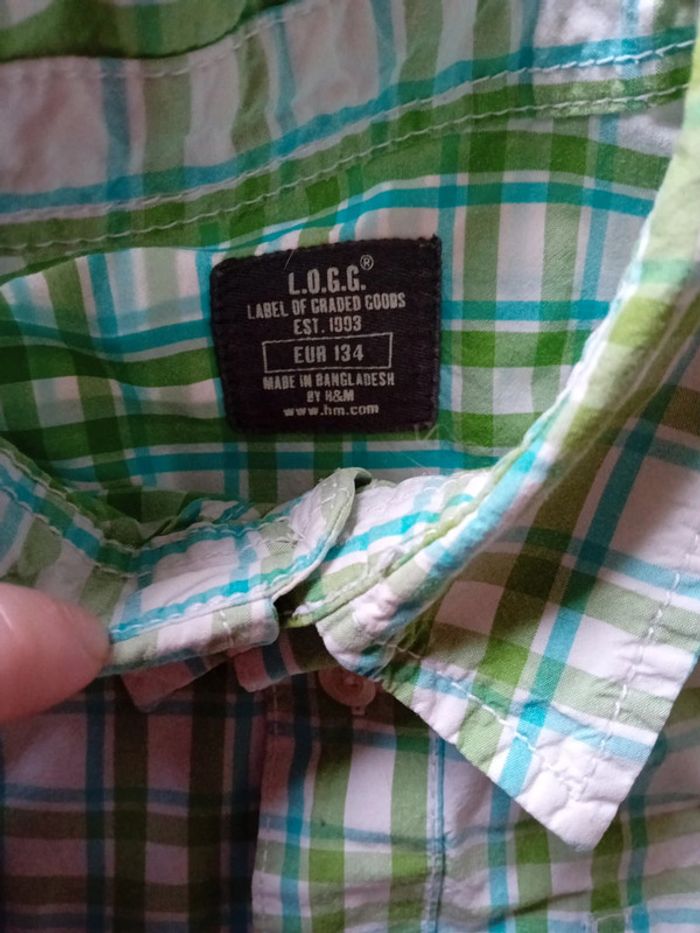 L.O.G.G.®
LABEL OF GRADED GOODS
EST. 1993
EUR 134
MADE IN BANGLADESH
BY H&M
www.hm.com